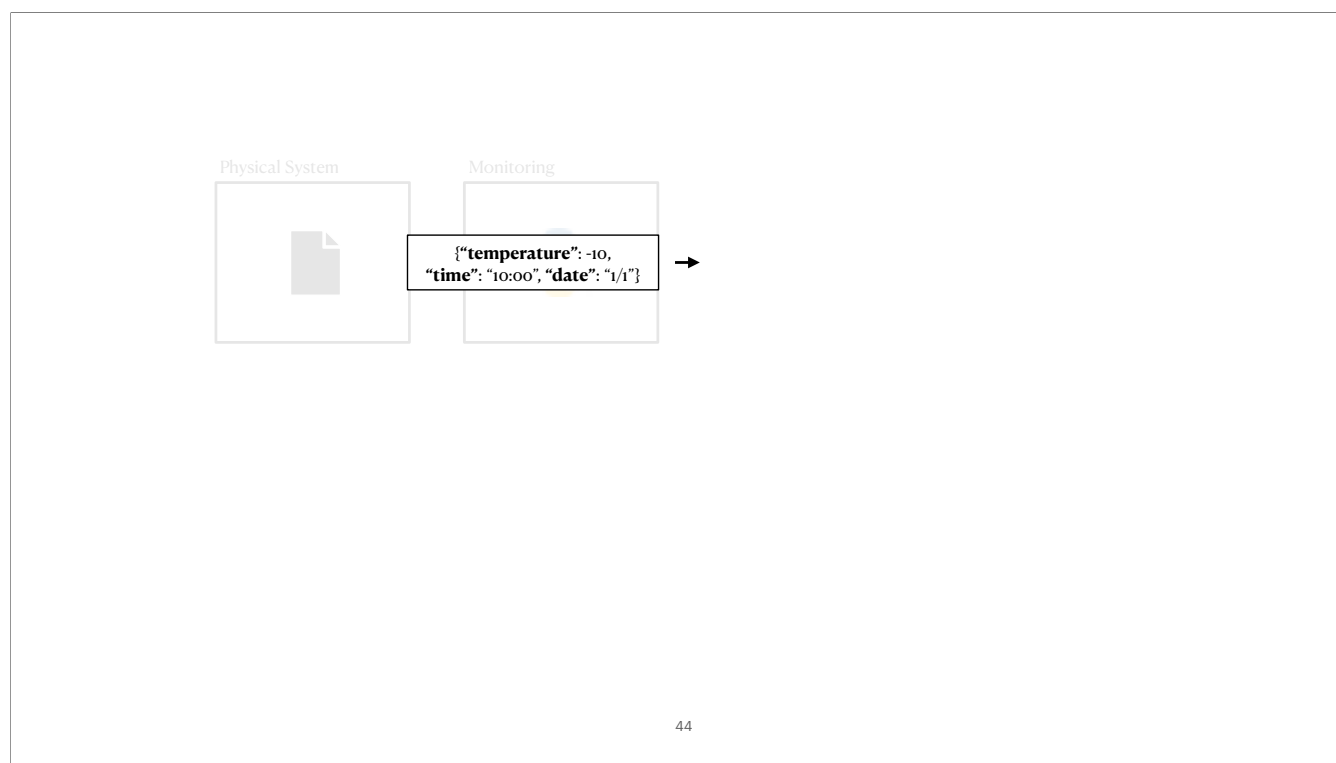 Physical System
Monitoring
{“temperature”: -10,
“time”: “10:00”, “date”: “1/1”}
44